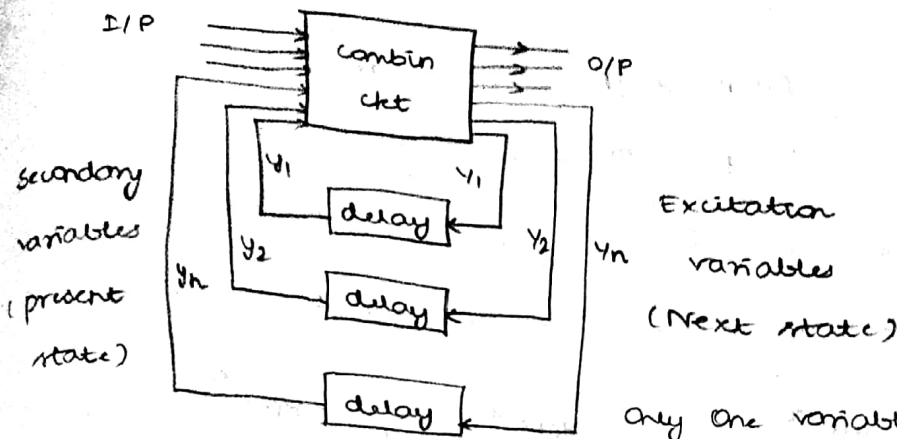 I/P
combin
ckt
O/P
y1
Y1
delay
secondary
variables
(present
state)
y2
Y2
delay
yn
Yn
Excitation
variables
(Next state)
delay
Only One variabl